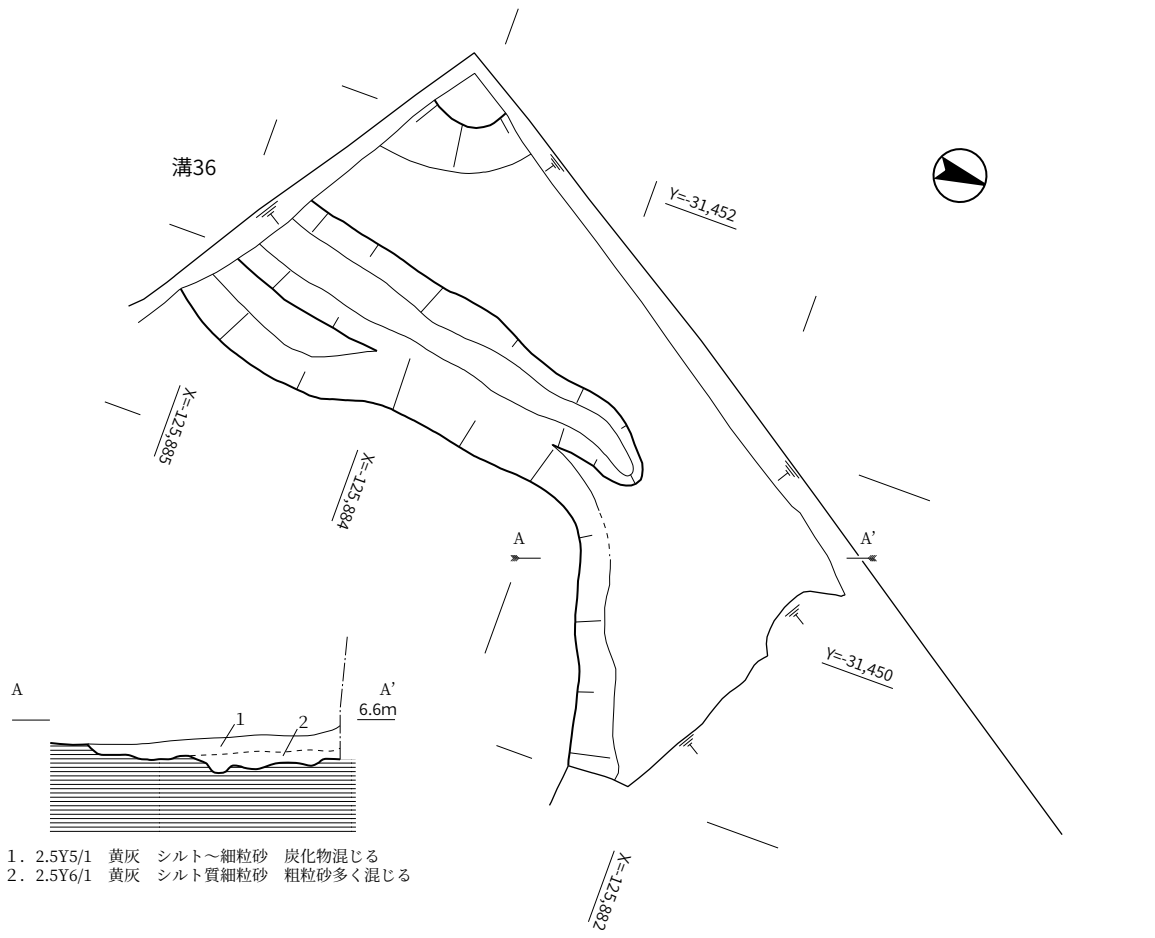 溝36
Y=-31,452
X=-125,885
X=-125,884
A
A’
Y=-31,450
A
A’
6.6m
1
2
1．2.5Y5/1　黄灰　シルト～細粒砂　炭化物混じる
2．2.5Y6/1　黄灰　シルト質細粒砂　粗粒砂多く混じる
X=-125,882